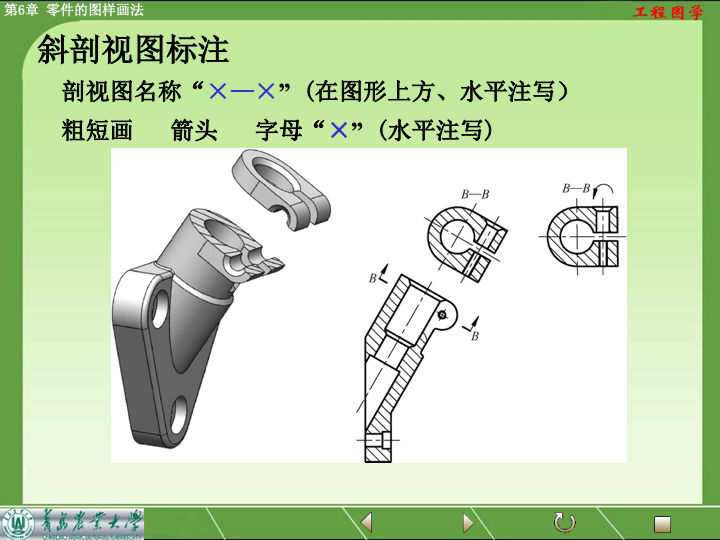 第6章 零件的图样画法
工程图学
斜剖视图标注
剖视图名称“×—×”(在图形上方、水平注写）
粗短画 箭头 字母“×”(水平注写)
B—B
B—B
B
B
青岛农业大学